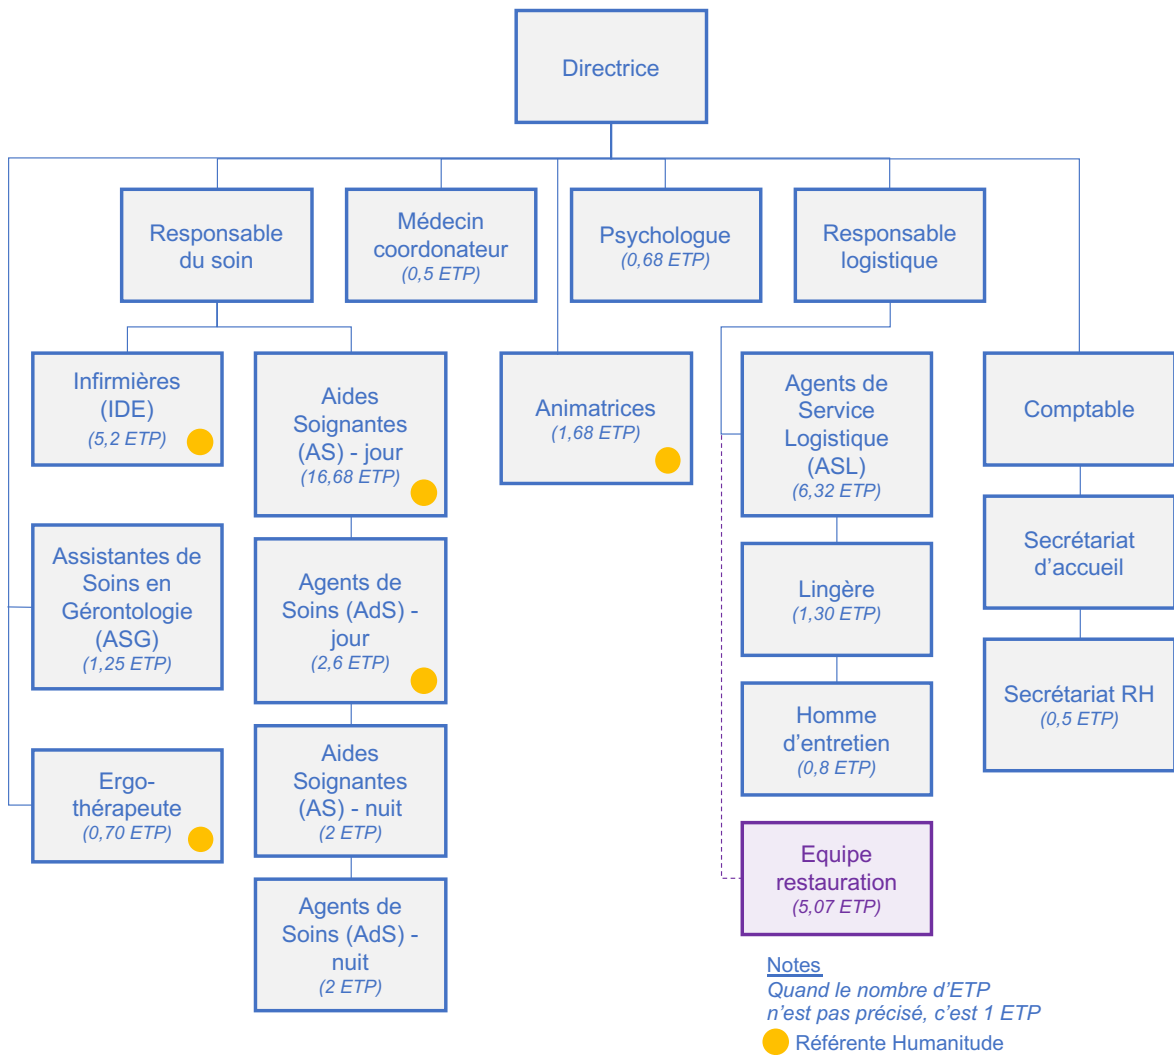 Directrice
Responsable
du soin
Médecin
coordonateur
(0,5 ETP)
Psychologue
(0,68 ETP)
Responsable
logistique
Infirmières
(IDE)
(5,2 ETP)
Aides
Soignantes
(AS) - jour
(16,68 ETP)
Animatrices
(1,68 ETP)
Agents de
Service
Logistique
(ASL)
(6,32 ETP)
Comptable
Assistantes de
Soins en
Gérontologie
(ASG)
(1,25 ETP)
Agents de
Soins (AdS) -
jour
(2,6 ETP)
Lingère
(1,30 ETP)
Secrétariat
d'accueil
Ergo-
thérapeute
(0,70 ETP)
Aides
Soignantes
(AS) - nuit
(2 ETP)
Homme
d'entretien
(0,8 ETP)
Secrétariat RH
(0,5 ETP)
Agents de
Soins (AdS) -
nuit
(2 ETP)
Equipe
restauration
(5,07 ETP)
Notes
Quand le nombre d'ETP
n'est pas précisé, c'est 1 ETP
Référente Humanitude